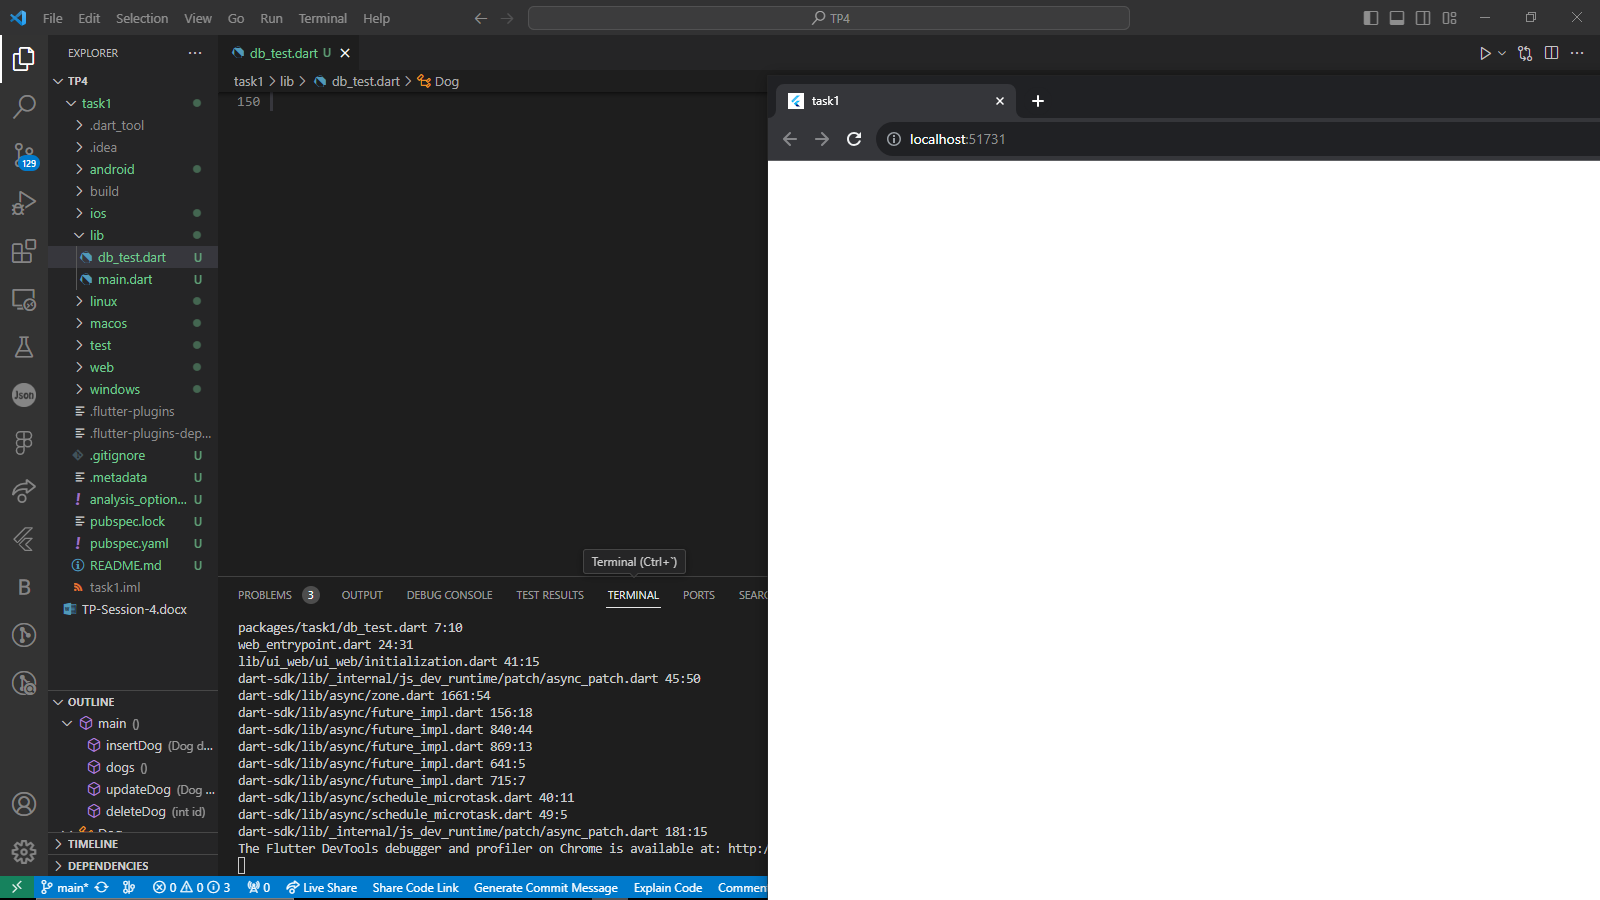 File Edit Selection View Go Run Terminal Help
TP4
EXPLORER
TP4
task1
.dart_tool
.idea
android
build
ios
lib
db_test.dart U
main.dart U
linux
macos
test
web
windows
.flutter-plugins
.flutter-plugins-dep...
.gitignore U
.metadata U
analysis_option... U
pubspec.lock U
pubspec.yaml U
README.md U
task1.iml
TP-Session-4.docx
129
Json
B
OUTLINE
main ()
insertDog (Dog d...
dogs ()
updateDog (Dog ...
deleteDog (int id)
TIMELINE
DEPENDENCIES
db_test.dart U
task1 > lib > db_test.dart > Dog
150
task1
localhost:51731
Terminal (Ctrl+`)
PROBLEMS 3 OUTPUT DEBUG CONSOLE TEST RESULTS TERMINAL PORTS
packages/task1/db_test.dart 7:10
web_entrypoint.dart 24:31
lib/ui_web/ui_web/initialization.dart 41:15
dart-sdk/lib/_internal/js_dev_runtime/patch/async_patch.dart 45:50
dart-sdk/lib/async/zone.dart 1661:54
dart-sdk/lib/async/future_impl.dart 156:18
dart-sdk/lib/async/future_impl.dart 840:44
dart-sdk/lib/async/future_impl.dart 869:13
dart-sdk/lib/async/future_impl.dart 641:5
dart-sdk/lib/async/future_impl.dart 715:7
dart-sdk/lib/async/schedule_microtask.dart 40:11
dart-sdk/lib/async/schedule_microtask.dart 49:5
dart-sdk/lib/_internal/js_dev_runtime/patch/async_patch.dart 181:15
The Flutter DevTools debugger and profiler on Chrome is available at: http:/
main* 0 0 3 0 Live Share Share Code Link Generate Commit Message Explain Code